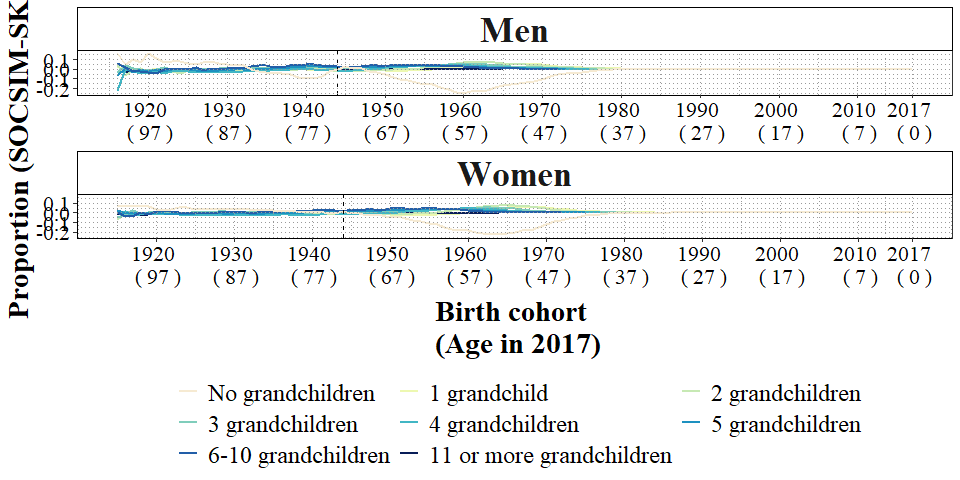 Proportion (SOCSIM-SK
Men
0.1
0.0
-0.1
-0.2
1920 1930 1940 1950 1960 1970 1980 1990 2000 2010 2017
( 97 ) ( 87 ) ( 77 ) ( 67 ) ( 57 ) ( 47 ) ( 37 ) ( 27 ) ( 17 ) ( 7 ) ( 0 )
Women
0.1
0.0
-0.1
-0.2
1920 1930 1940 1950 1960 1970 1980 1990 2000 2010 2017
( 97 ) ( 87 ) ( 77 ) ( 67 ) ( 57 ) ( 47 ) ( 37 ) ( 27 ) ( 17 ) ( 7 ) ( 0 )
Birth cohort
(Age in 2017)
No grandchildren 1 grandchild 2 grandchildren
3 grandchildren 4 grandchildren 5 grandchildren
6-10 grandchildren 11 or more grandchildren